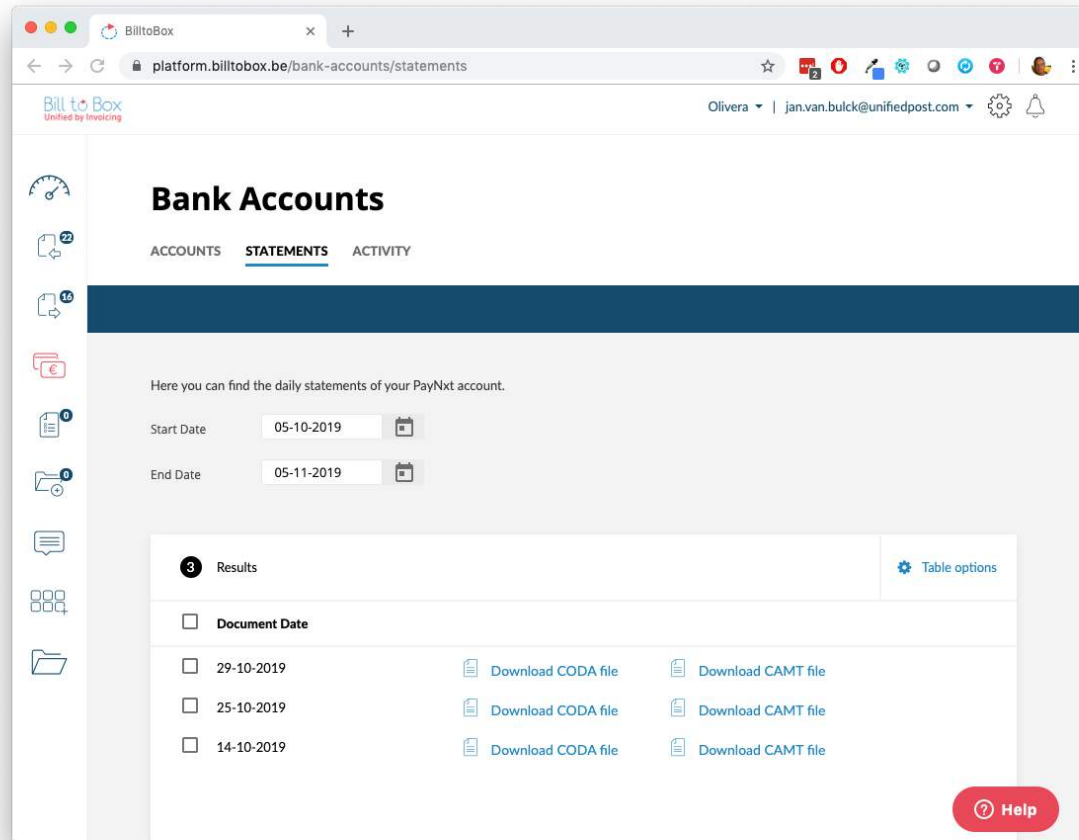 BilltoBox
platform.billtobox.be/bank-accounts/statements
2
Bill to Box
Unified by Invoicing
Olivera | jan.van.bulck@unifiedpost.com
Bank Accounts
22
ACCOUNTS STATEMENTS ACTIVITY
16
Here you can find the daily statements of your PayNxt account.
0
Start Date 05-10-2019
0
End Date 05-11-2019
3 Results Table options
Document Date
29-10-2019 Download CODA file Download CAMT file
25-10-2019 Download CODA file Download CAMT file
14-10-2019 Download CODA file Download CAMT file
? Help